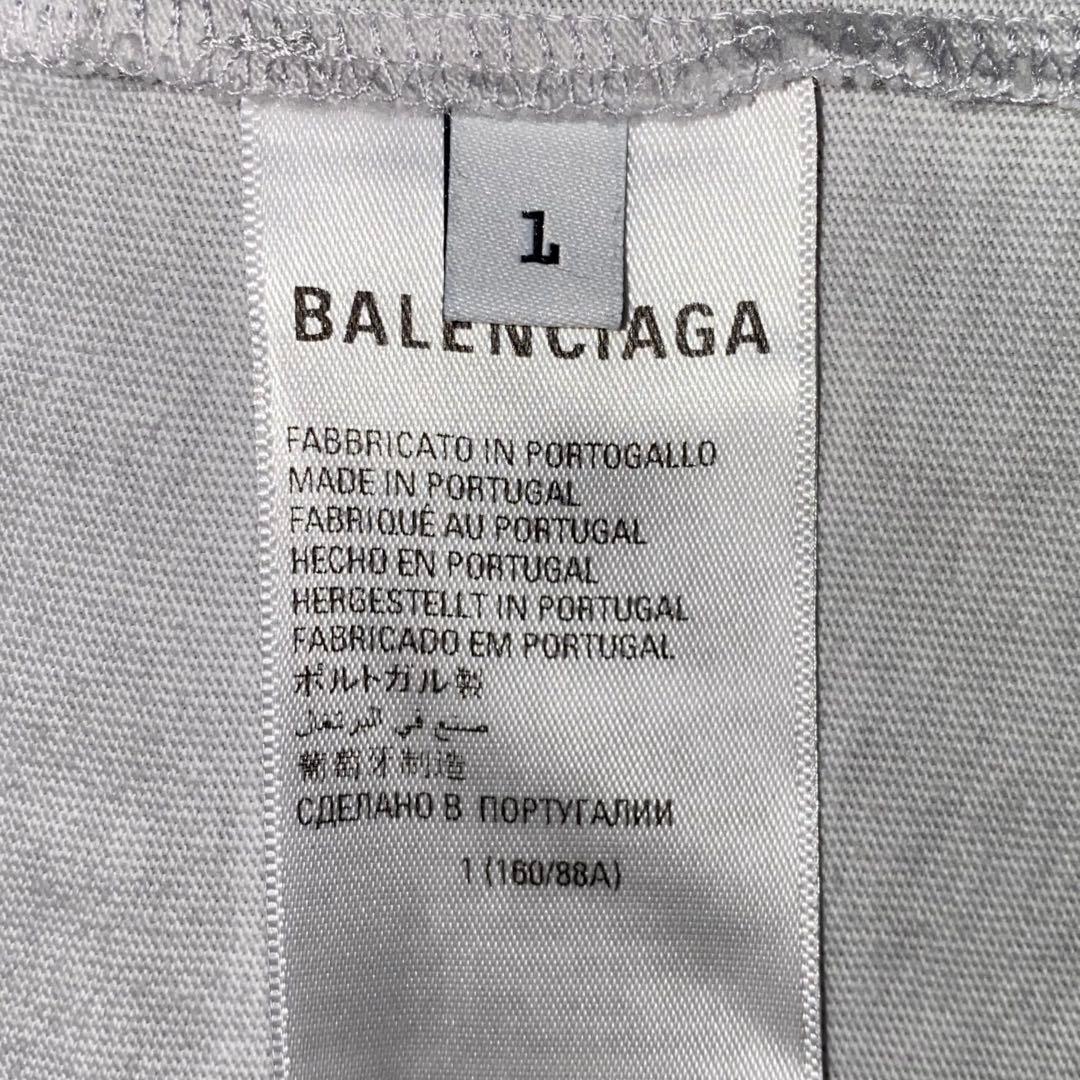 1
BALENCIAGA
FABBRICATO IN PORTOGALLO
MADE IN PORTUGAL
FABRIQUÉ AU PORTUGAL
HECHO EN PORTUGAL
HERGESTELLT IN PORTUGAL
FABRICADO EM PORTUGAL
ポルトガル製
صنع في البرتغال
葡萄牙制造
СДЕЛАНО В ПОРТУГАЛИИ
1 (160/88A)